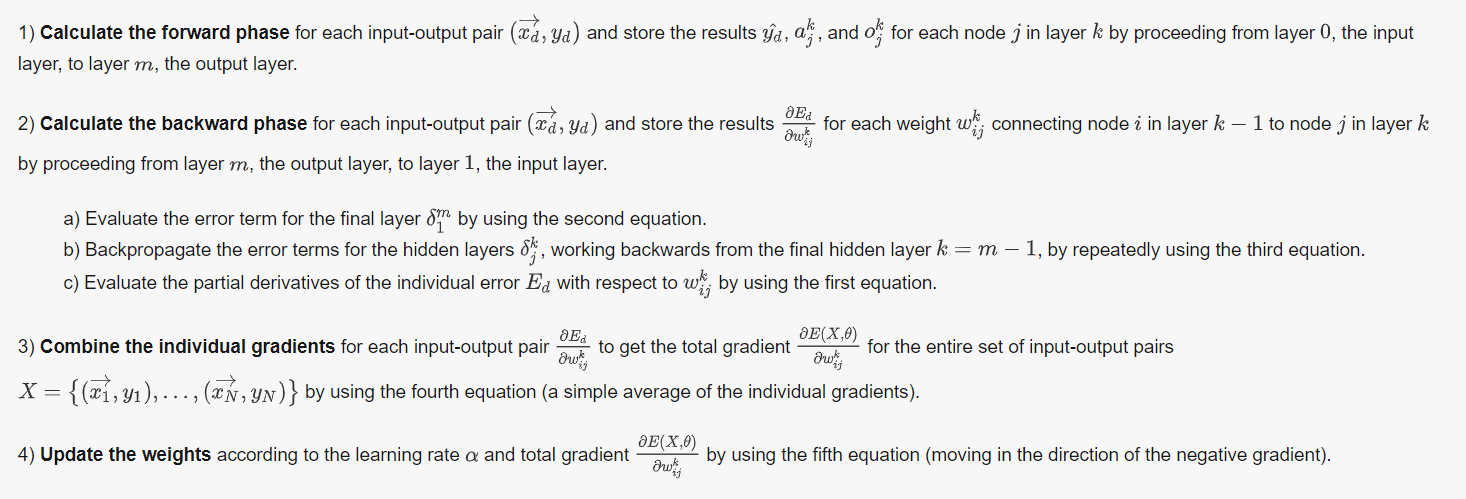 1) Calculate the forward phase for each input-output pair $(\overrightarrow{x_d}, y_d)$ and store the results $\hat{y_d}$, $a_j^k$, and $o_j^k$ for each node $j$ in layer $k$ by proceeding from layer $0$, the input
layer, to layer $m$, the output layer.
2) Calculate the backward phase for each input-output pair $(\overrightarrow{x_d}, y_d)$ and store the results $\frac{\partial E_d}{\partial w_{ij}^k}$ for each weight $w_{ij}^k$ connecting node $i$ in layer $k-1$ to node $j$ in layer $k$
by proceeding from layer $m$, the output layer, to layer $1$, the input layer.
a) Evaluate the error term for the final layer $\delta_1^m$ by using the second equation.
b) Backpropagate the error terms for the hidden layers $\delta_j^k$, working backwards from the final hidden layer $k = m-1$, by repeatedly using the third equation.
c) Evaluate the partial derivatives of the individual error $E_d$ with respect to $w_{ij}^k$ by using the first equation.
3) Combine the individual gradients for each input-output pair $\frac{\partial E_d}{\partial w_{ij}^k}$ to get the total gradient $\frac{\partial E(X,\theta)}{\partial w_{ij}^k}$ for the entire set of input-output pairs
$X = \{(\overrightarrow{x_1}, y_1), \ldots, (\overrightarrow{x_N}, y_N)\}$ by using the fourth equation (a simple average of the individual gradients).
4) Update the weights according to the learning rate $\alpha$ and total gradient $\frac{\partial E(X,\theta)}{\partial w_{ij}^k}$ by using the fifth equation (moving in the direction of the negative gradient).